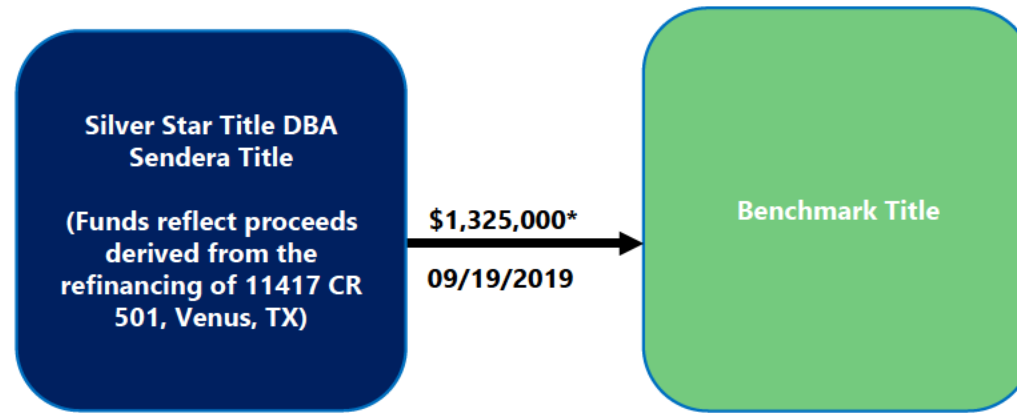 Silver Star Title DBA
Sendera Title
(Funds reflect proceeds
derived from the
refinancing of 11417 CR
501, Venus, TX)
$1,325,000*
09/19/2019
Benchmark Title